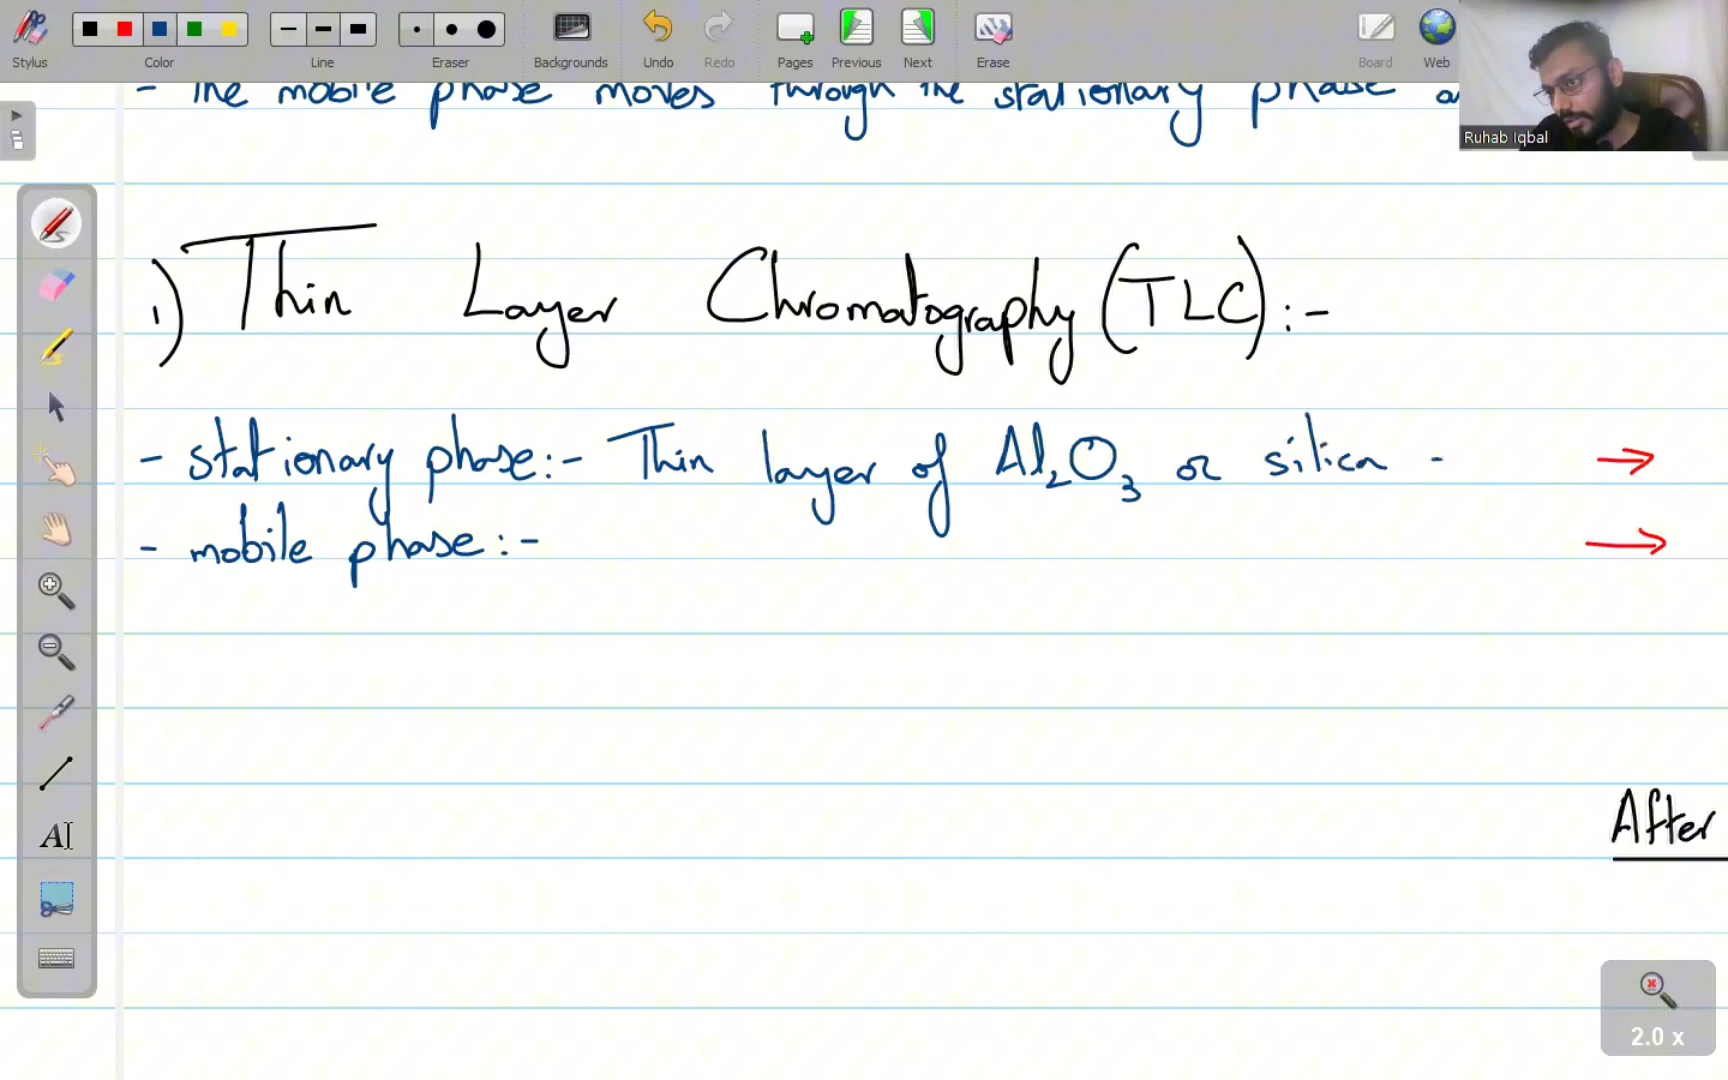 Stylus
Color
Line
Eraser
Backgrounds
Undo
Redo
Pages
Previous
Next
Erase
Board
Web
Ruhab Iqbal
- The mobile phase moves through the stationary phase
1) Thin Layer Chromatography (TLC):-
- stationary phase:- Thin layer of Al2O3 or silica - →
- mobile phase:- →
After
2.0 x